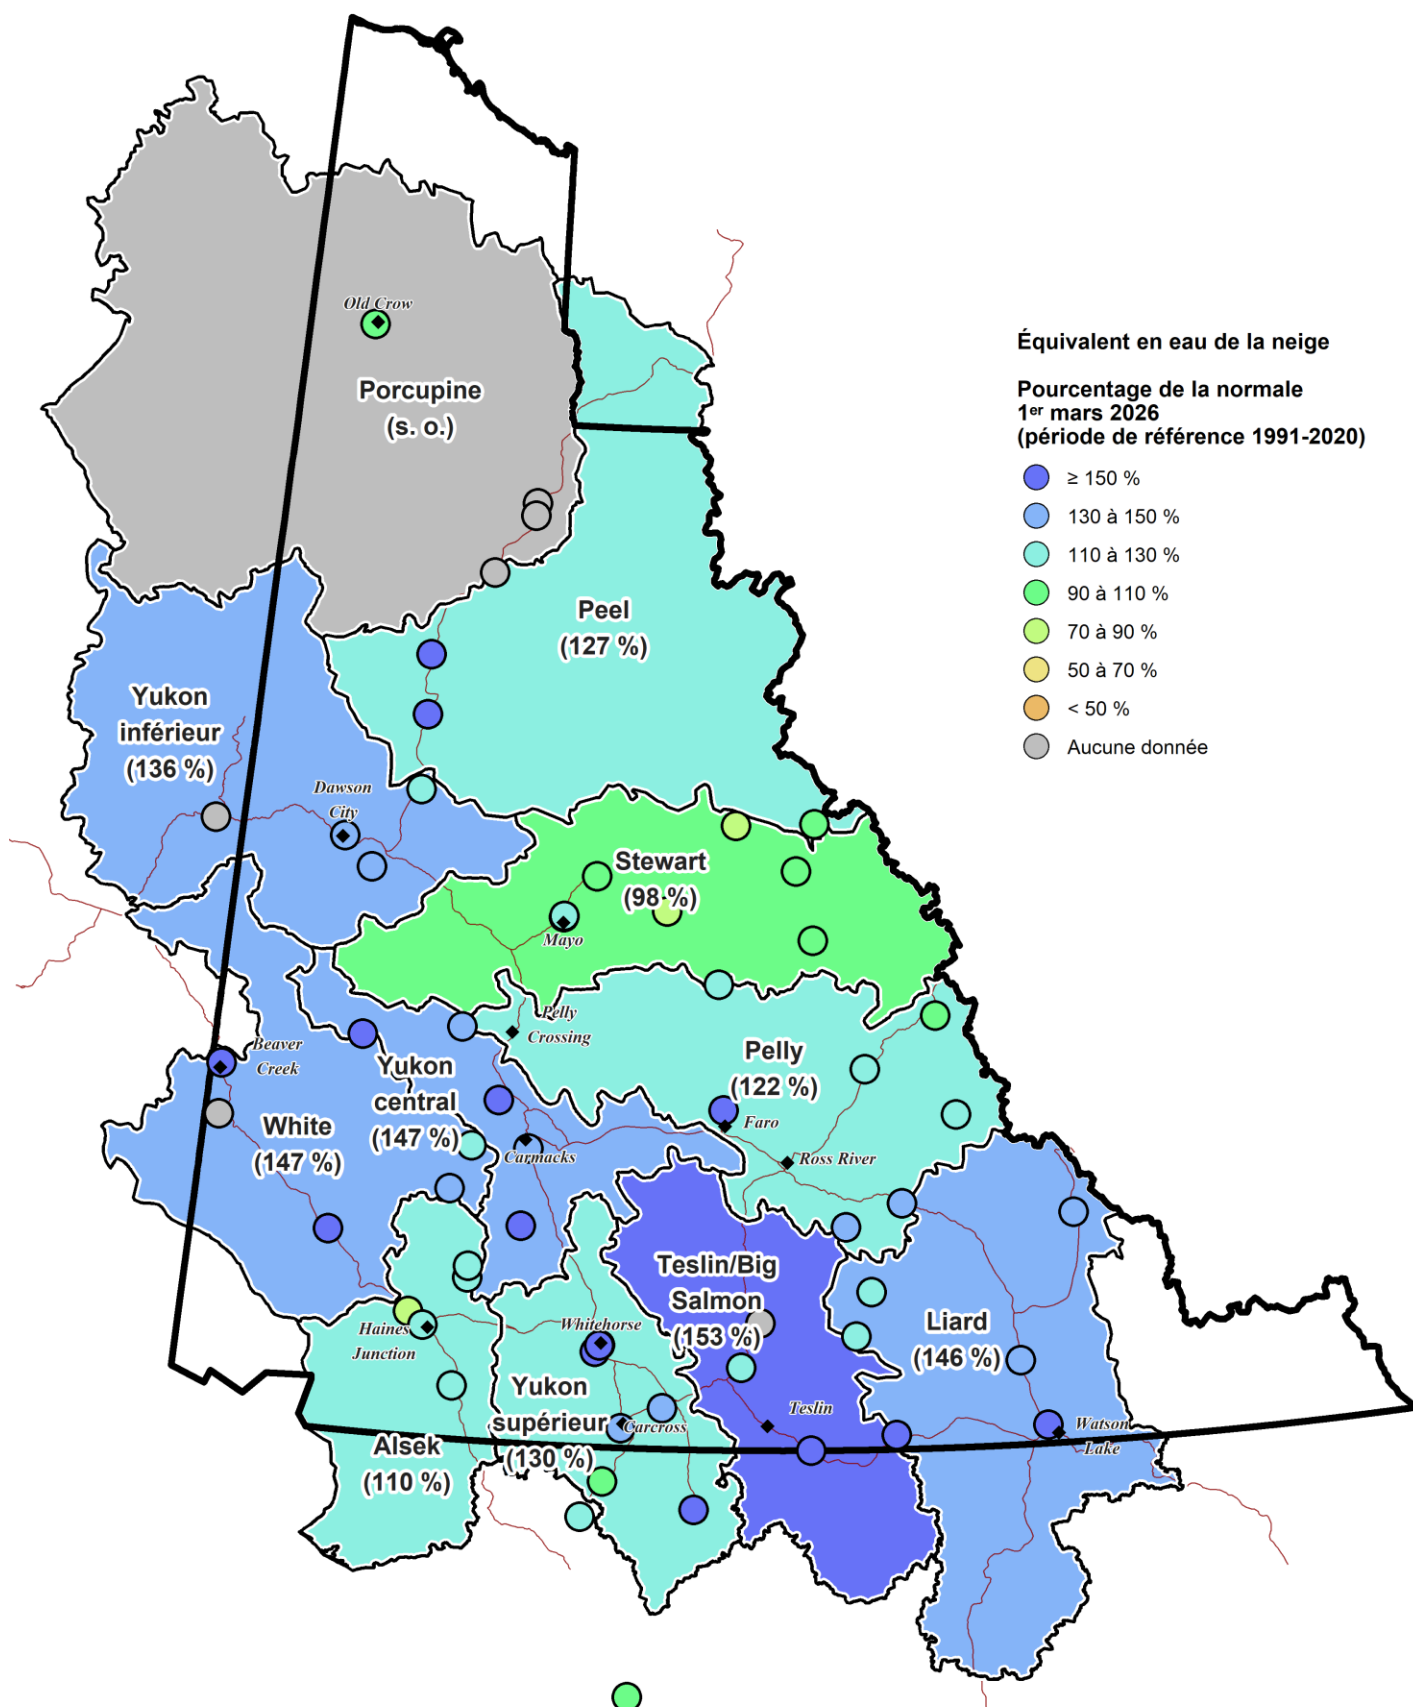 Old Crow
Porcupine
(s. o.)
Équivalent en eau de la neige
Pourcentage de la normale
1er mars 2026
(période de référence 1991-2020)
≥ 150 %
130 à 150 %
110 à 130 %
90 à 110 %
70 à 90 %
50 à 70 %
< 50 %
Aucune donnée
Peel
(127 %)
Yukon
inférieur
(136 %)
Dawson
City
Stewart
(98 %)
Mayo
Pelly
Crossing
Beaver
Creek
Yukon
central
(147 %)
Pelly
(122 %)
Faro
White
(147 %)
Carmacks
Ross River
Teslin/Big
Salmon
(153 %)
Liard
(146 %)
Haines
Junction
Whitehorse
Yukon
supérieur
(130 %)
Carcross
Teslin
Watson
Lake
Alsek
(110 %)